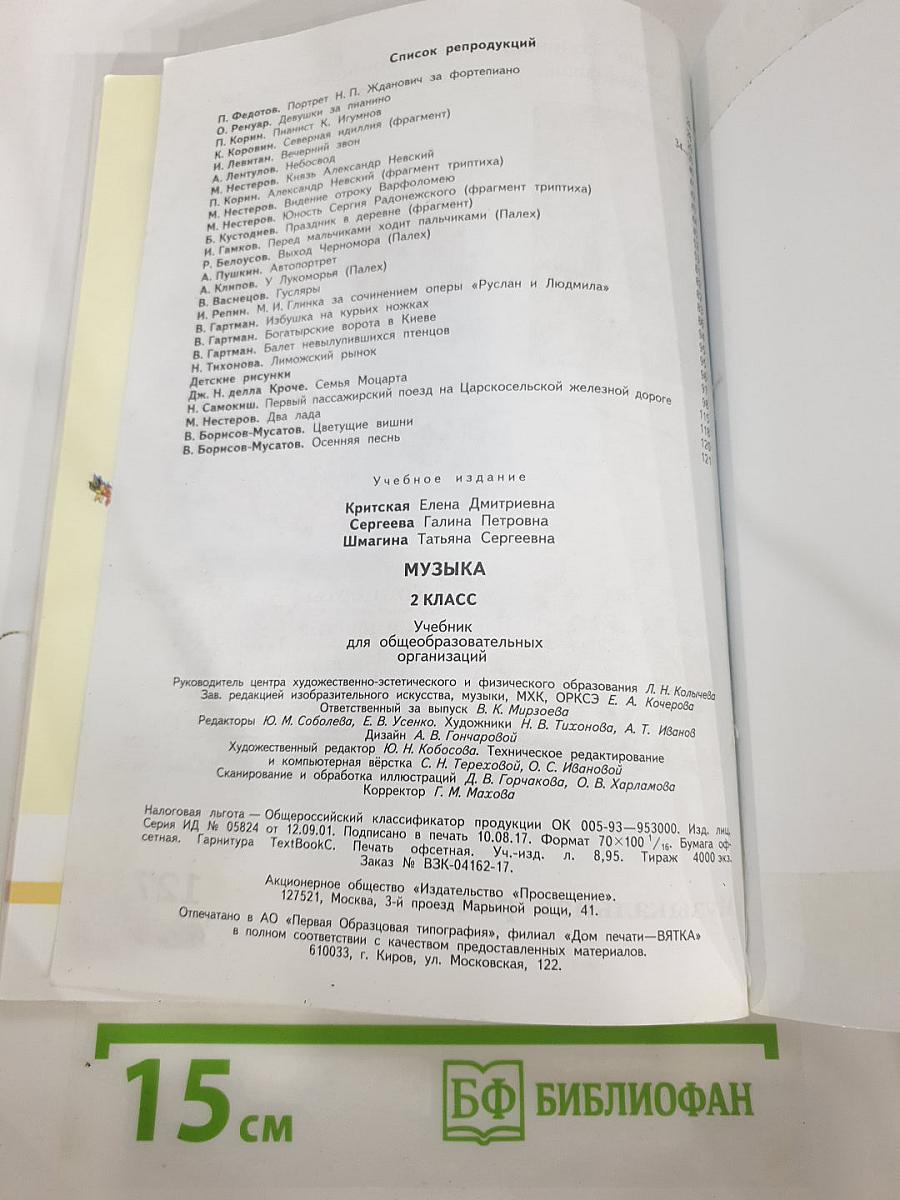 Список репродукций
П. Федотов. Портрет Н. П. Жданович за фортепиано
О. Ренуар. Девушки за пианино
П. Корин. Пианист К. Игумнов
К. Коровин. Северная идиллия (фрагмент)
И. Левитан. Вечерний звон
А. Лентулов. Небосвод
М. Нестеров. Князь Александр Невский
П. Корин. Александр Невский (фрагмент триптиха)
М. Нестеров. Видение отроку Варфоломею
М. Нестеров. Юность Сергия Радонежского (фрагмент триптиха)
Б. Кустодиев. Праздник в деревне (фрагмент)
И. Гамков. Перед мальчиками ходит пальчиками (Палех)
Р. Белоусов. Выход Черномора (Палех)
А. Пушкин. Автопортрет
А. Клипов. У Лукоморья (Палех)
В. Васнецов. Гусляры
И. Репин. М. И. Глинка за сочинением оперы «Руслан и Людмила»
В. Гартман. Избушка на курьих ножках
В. Гартман. Богатырские ворота в Киеве
В. Гартман. Балет невылупившихся птенцов
Н. Тихонова. Лиможский рынок
Детские рисунки
Дж. Н. делла Кроче. Семья Моцарта 91
Н. Самокиш. Первый пассажирский поезд на Царскосельской железной дороге 98
М. Нестеров. Два лада 115
В. Борисов-Мусатов. Цветущие вишни 120
В. Борисов-Мусатов. Осенняя песнь 121
Учебное издание
Критская Елена Дмитриевна
Сергеева Галина Петровна
Шмагина Татьяна Сергеевна
МУЗЫКА
2 КЛАСС
Учебник
для общеобразовательных
организаций
Руководитель центра художественно-эстетического и физического образования Л. Н. Колычева
Зав. редакцией изобразительного искусства, музыки, МХК, ОРКСЭ Е. А. Кочерова
Ответственный за выпуск В. К. Мирзоева
Редакторы Ю. М. Соболева, Е. В. Усенко. Художники Н. В. Тихонова, А. Т. Иванов
Дизайн А. В. Гончаровой
Художественный редактор Ю. Н. Кобосова. Техническое редактирование
и компьютерная вёрстка С. Н. Тереховой, О. С. Ивановой
Сканирование и обработка иллюстраций Д. В. Горчакова, О. В. Харламова
Корректор Г. М. Махова
Налоговая льгота — Общероссийский классификатор продукции ОК 005-93—953000. Изд. лиц.
Серия ИД № 05824 от 12.09.01. Подписано в печать 10.08.17. Формат 70×100 1/16. Бумага оф-
сетная. Гарнитура TextBookC. Печать офсетная. Уч.-изд. л. 8,95. Тираж 4000 экз.
Заказ № ВЗК-04162-17.
Акционерное общество «Издательство «Просвещение».
127521, Москва, 3-й проезд Марьиной рощи, 41.
Отпечатано в АО «Первая Образцовая типография», филиал «Дом печати—ВЯТКА»
в полном соответствии с качеством предоставленных материалов.
610033, г. Киров, ул. Московская, 122.
15 см
БФ БИБЛИОФАН